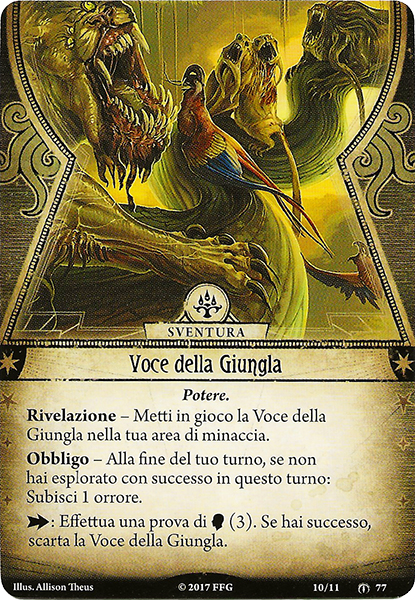 SVENTURA
Voce della Giungla
Potere.
Rivelazione – Metti in gioco la Voce della
Giungla nella tua area di minaccia.
Obbligo – Alla fine del tuo turno, se non
hai esplorato con successo in questo turno:
Subisci 1 orrore.
: Effettua una prova di (3). Se hai successo,
scarta la Voce della Giungla.
Illus. Allison Theus © 2017 FFG 10/11 77